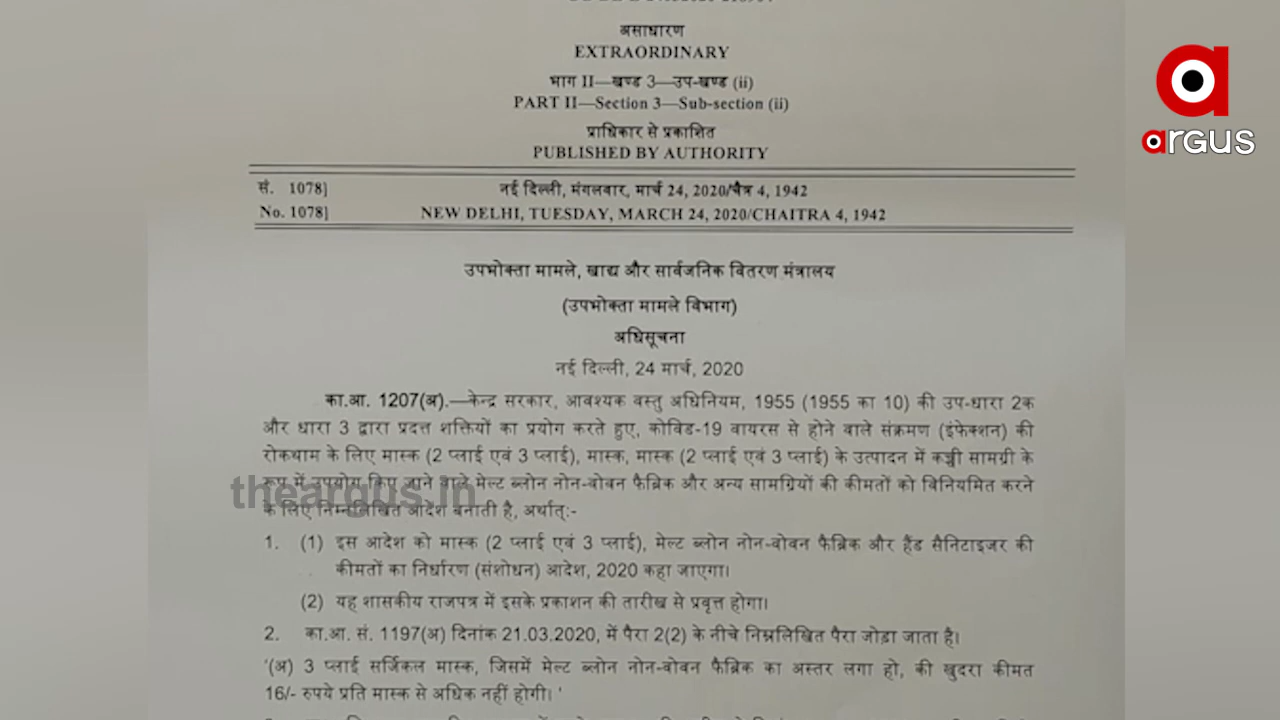 असाधारण
EXTRAORDINARY
भाग II—खण्ड 3—उप-खण्ड (ii)
PART II—Section 3—Sub-section (ii)
प्राधिकार से प्रकाशित
PUBLISHED BY AUTHORITY
सं. 1078]
नई दिल्ली, मंगलवार, मार्च 24, 2020/चैत्र 4, 1942
No. 1078]
NEW DELHI, TUESDAY, MARCH 24, 2020/CHAITRA 4, 1942
argus
उपभोक्ता मामले, खाद्य और सार्वजनिक वितरण मंत्रालय
(उपभोक्ता मामले विभाग)
अधिसूचना
नई दिल्ली, 24 मार्च, 2020
का.आ. 1207(अ).—केन्द्र सरकार, आवश्यक वस्तु अधिनियम, 1955 (1955 का 10) की उप-धारा 2क
और धारा 3 द्वारा प्रदत्त शक्तियों का प्रयोग करते हुए, कोविड-19 वायरस से होने वाले संक्रमण (इंफेक्शन) की
रोकथाम के लिए मास्क (2 प्लाई एवं 3 प्लाई), मास्क, मास्क (2 प्लाई एवं 3 प्लाई) के उत्पादन में कच्ची सामग्री के
रूप में उपयोग किए जाने वाले मेल्ट ब्लोन नोन-वोवन फैब्रिक और अन्य सामग्रियों की कीमतों को विनियमित करने
के लिए निम्नलिखित आदेश बनाती है, अर्थात्:-
theargus.in
1. (1) इस आदेश को मास्क (2 प्लाई एवं 3 प्लाई), मेल्ट ब्लोन नोन-वोवन फैब्रिक और हैंड सैनिटाइजर की
कीमतों का निर्धारण (संशोधन) आदेश, 2020 कहा जाएगा।
(2) यह शासकीय राजपत्र में इसके प्रकाशन की तारीख से प्रवृत्त होगा।
2. का.आ. सं. 1197(अ) दिनांक 21.03.2020, में पैरा 2(2) के नीचे निम्नलिखित पैरा जोड़ा जाता है।
'(अ) 3 प्लाई सर्जिकल मास्क, जिसमें मेल्ट ब्लोन नोन-वोवन फैब्रिक का अस्तर लगा हो, की खुदरा कीमत
16/- रुपये प्रति मास्क से अधिक नहीं होगी। '